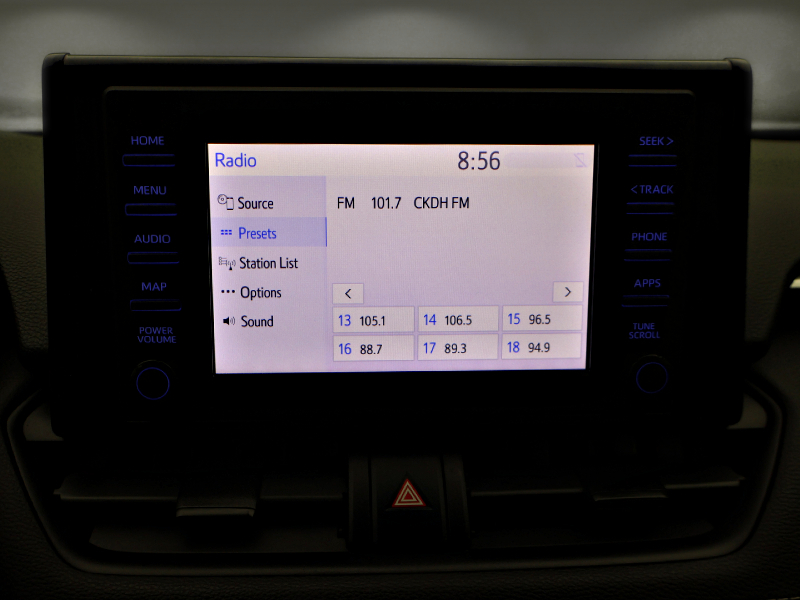 HOME
MENU
AUDIO
MAP
POWER
VOLUME
Radio 8:56
Source
Presets
Station List
Options
Sound
FM 101.7 CKDH FM
< >
13 105.1 14 106.5 15 96.5
16 88.7 17 89.3 18 94.9
SEEK >
< TRACK
PHONE
APPS
TUNE
SCROLL